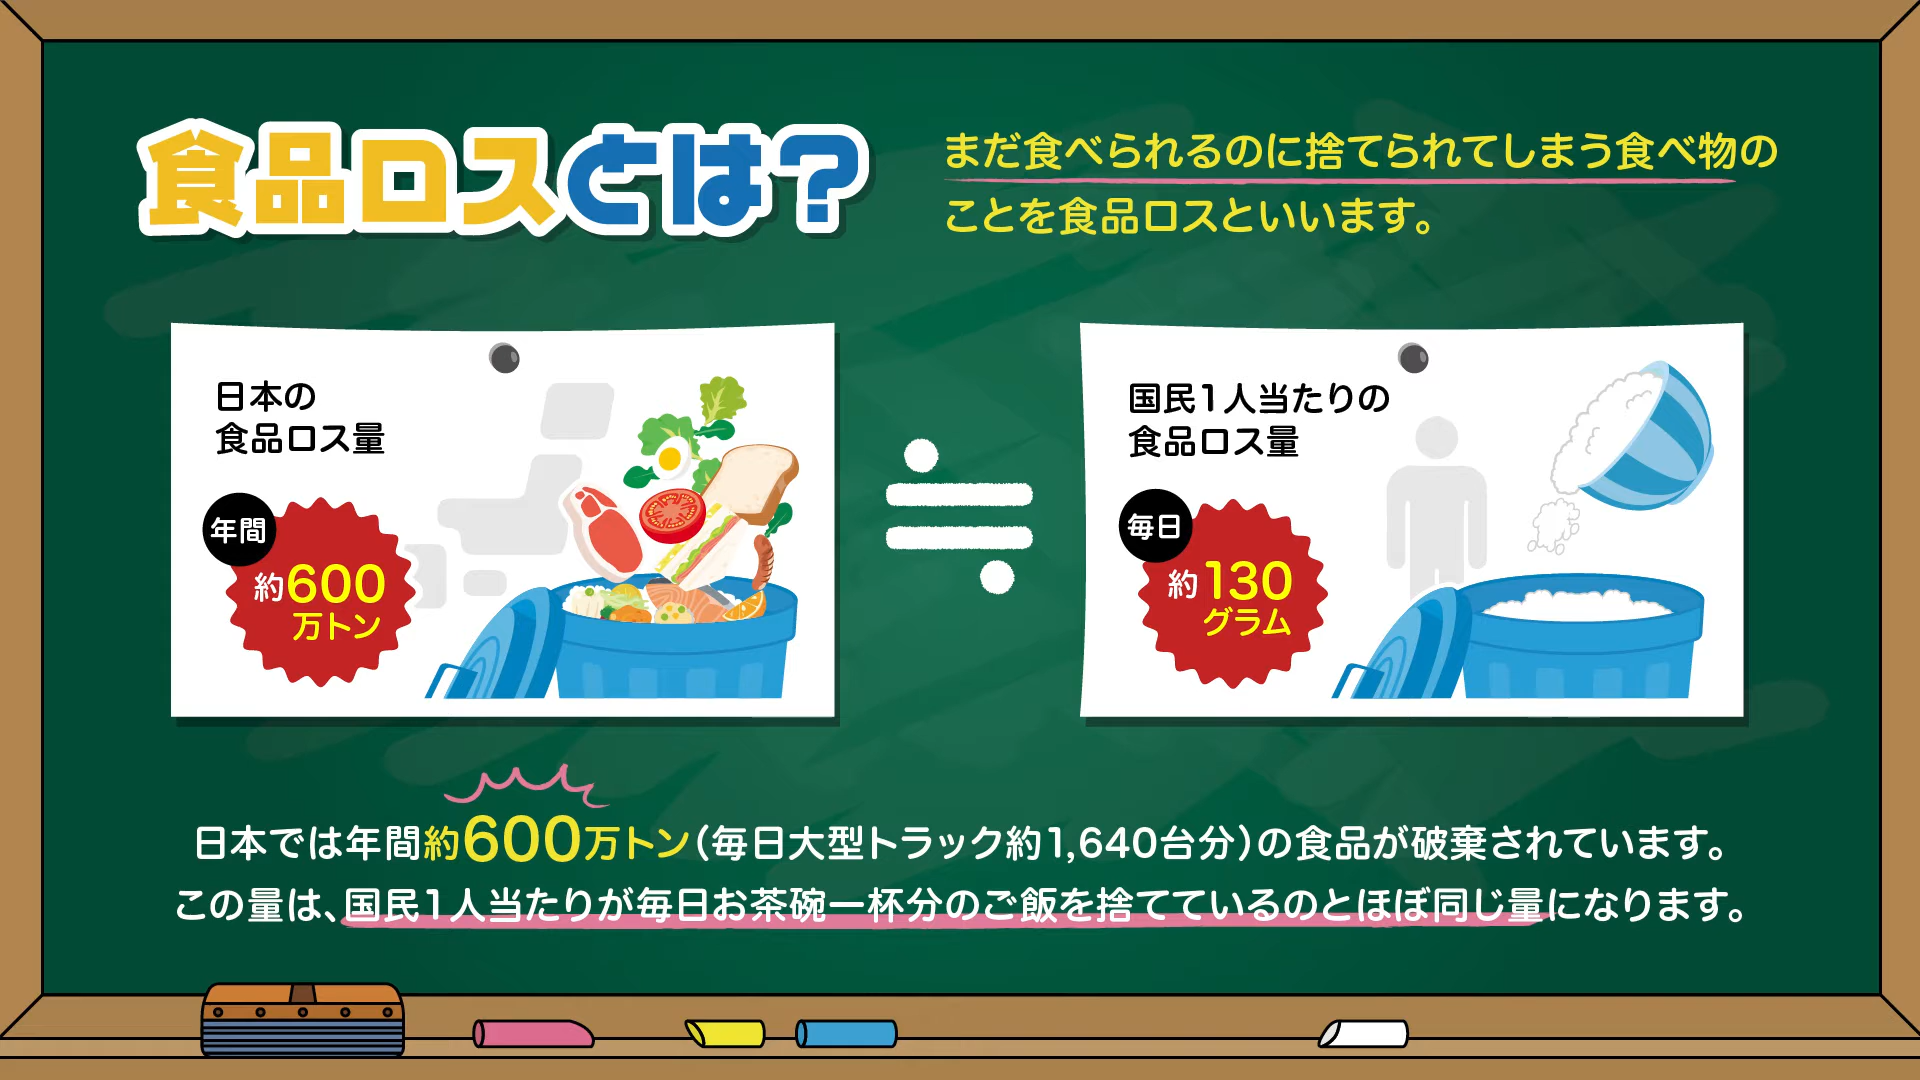 食品ロスとは?
まだ食べられるのに捨てられてしまう食べ物の
ことを食品ロスといいます。
日本の
食品ロス量
年間
約600
万トン
国民1人当たりの
食品ロス量
毎日
約130
グラム
日本では年間約600万トン(毎日大型トラック約1,640台分)の食品が破棄されています。
この量は、国民1人当たりが毎日お茶碗一杯分のご飯を捨てているのとほぼ同じ量になります。